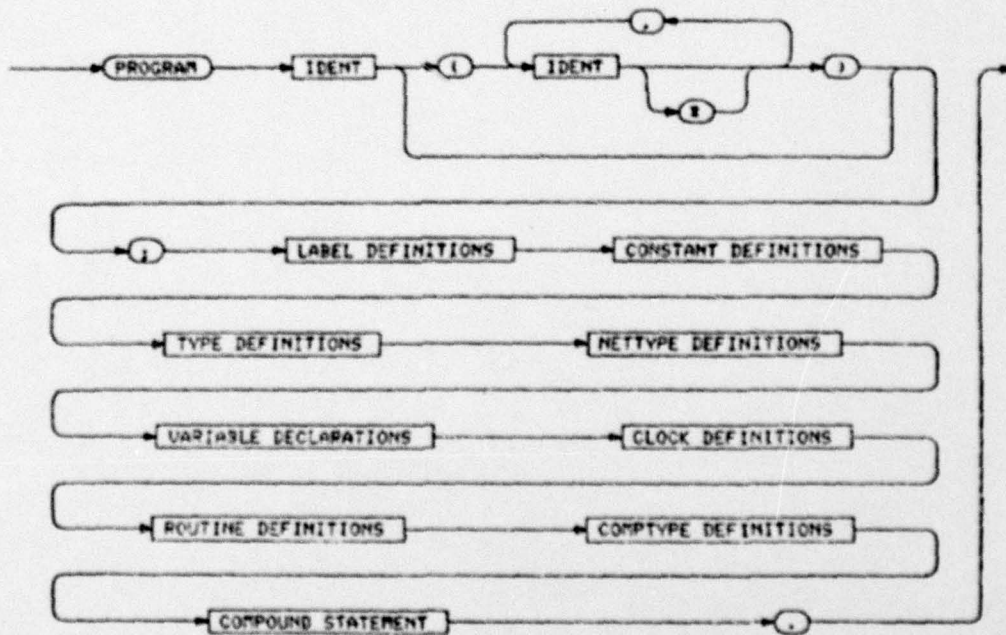 ,
PROGRAM IDENT ( IDENT )
; LABEL DEFINITIONS CONSTANT DEFINITIONS
TYPE DEFINITIONS NETTYPE DEFINITIONS
VARIABLE DECLARATIONS CLOCK DEFINITIONS
ROUTINE DEFINITIONS COMPTYPE DEFINITIONS
COMPOUND STATEMENT .